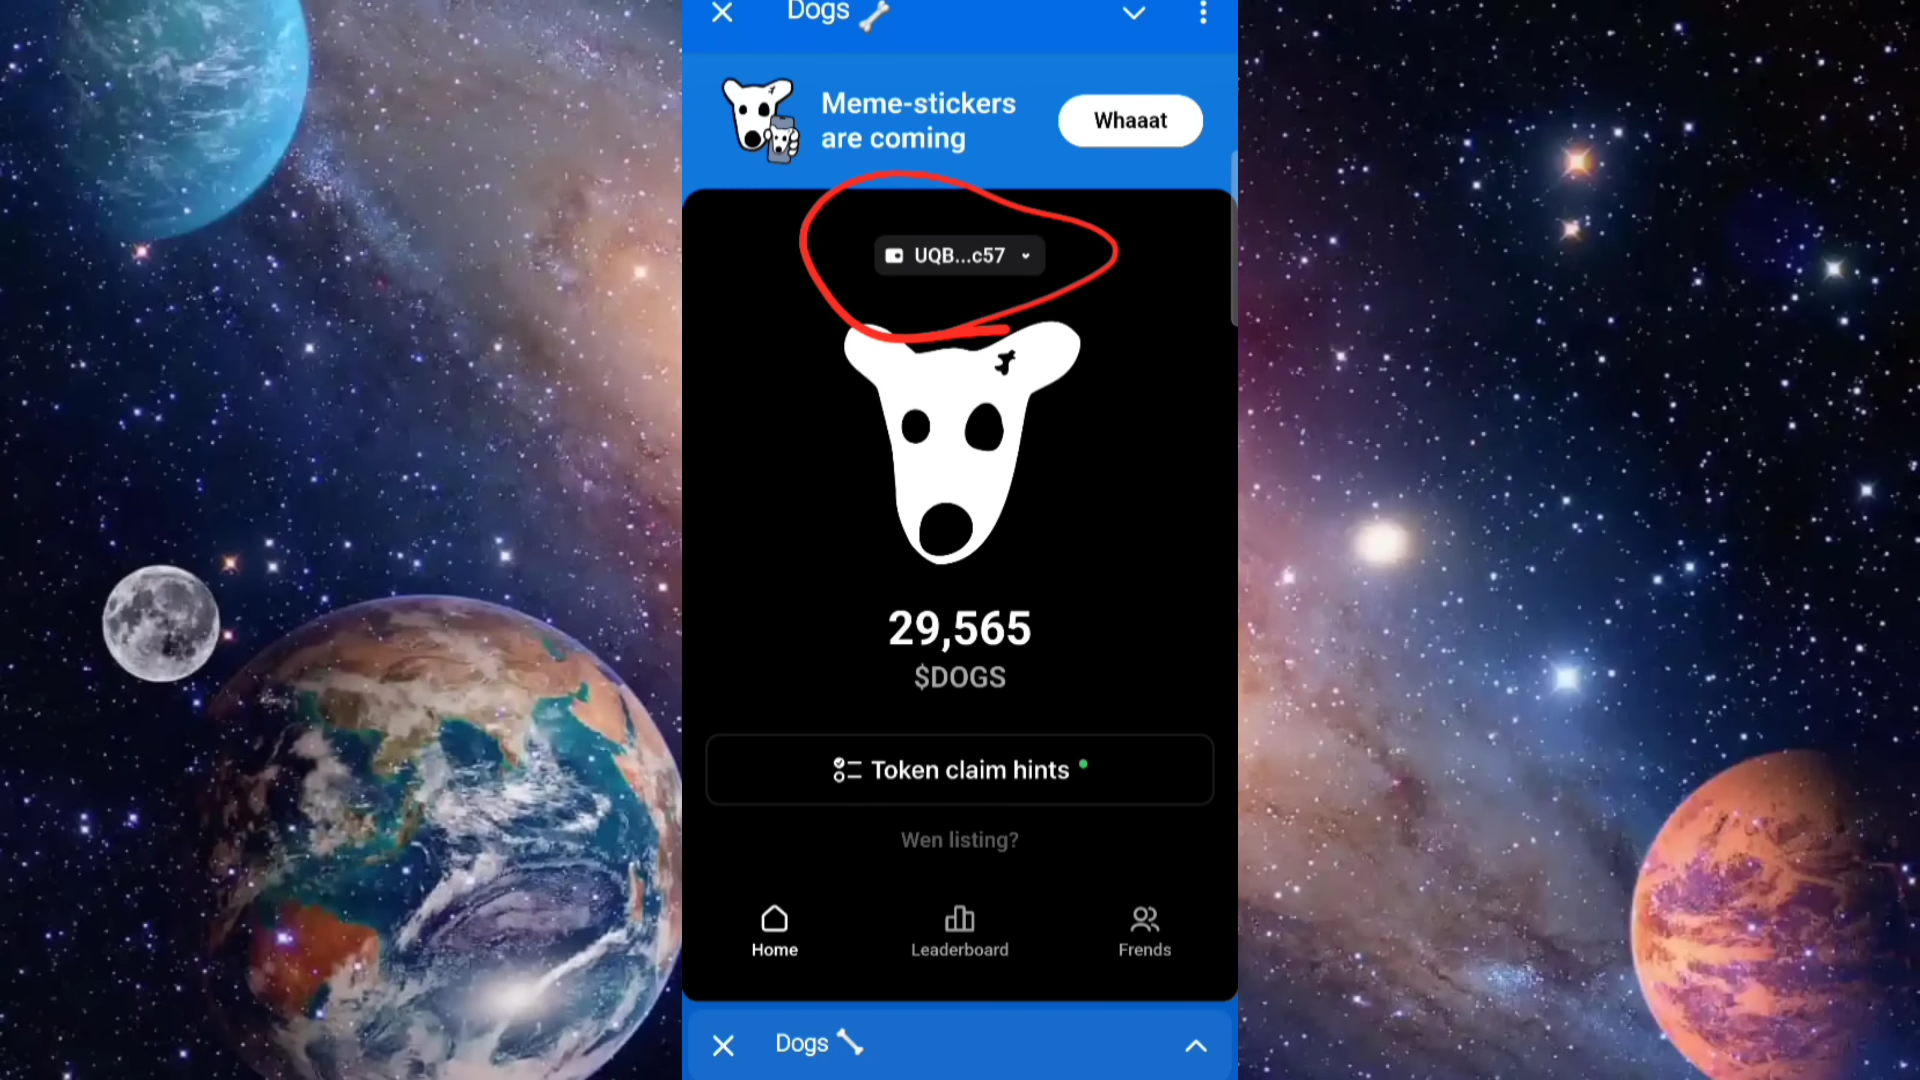 Dogs
Meme-stickers
are coming
Whaaat
UQB...c57
29,565
$DOGS
Token claim hints
Wen listing?
Home
Leaderboard
Frends
Dogs